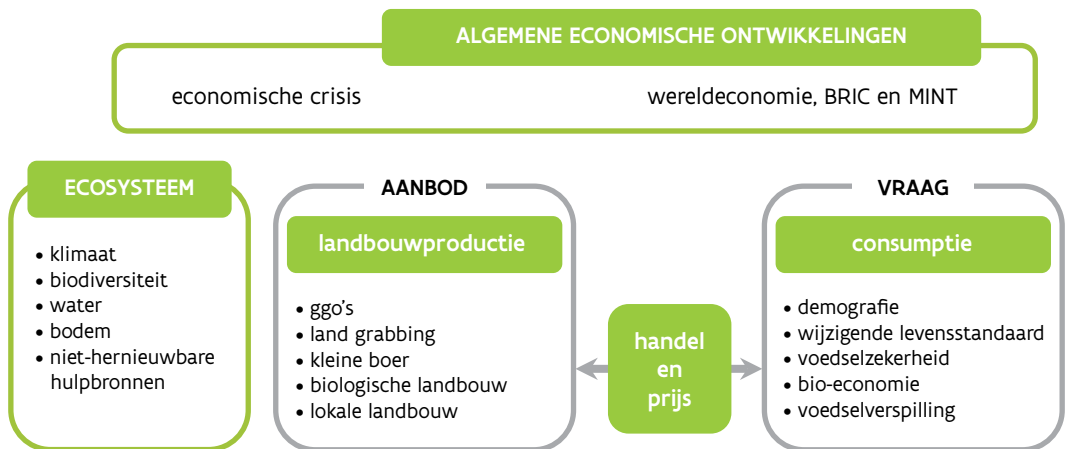 ALGEMENE ECONOMISCHE ONTWIKKELINGEN
economische crisis
wereldeconomie, BRIC en MINT
ECOSYSTEEM
• klimaat
• biodiversiteit
• water
• bodem
• niet-hernieuwbare
hulpbronnen
AANBOD
landbouwproductie
• ggo's
• land grabbing
• kleine boer
• biologische landbouw
• lokale landbouw
handel
en
prijs
VRAAG
consumptie
• demografie
• wijzigende levensstandaard
• voedselzekerheid
• bio-economie
• voedselverspilling